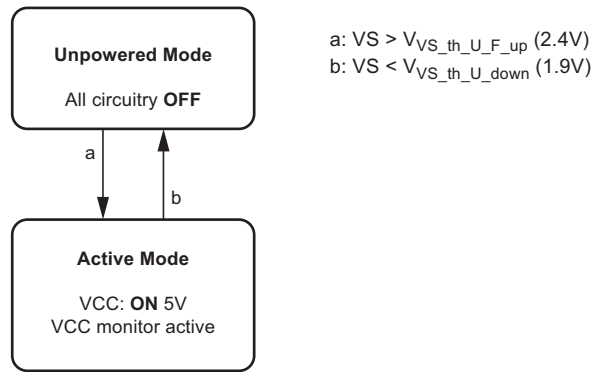 Unpowered Mode
All circuitry OFF
a
b
Active Mode
VCC: ON 5V
VCC monitor active
a: VS > VVS_th_U_F_up (2.4V)
b: VS < VVS_th_U_down (1.9V)